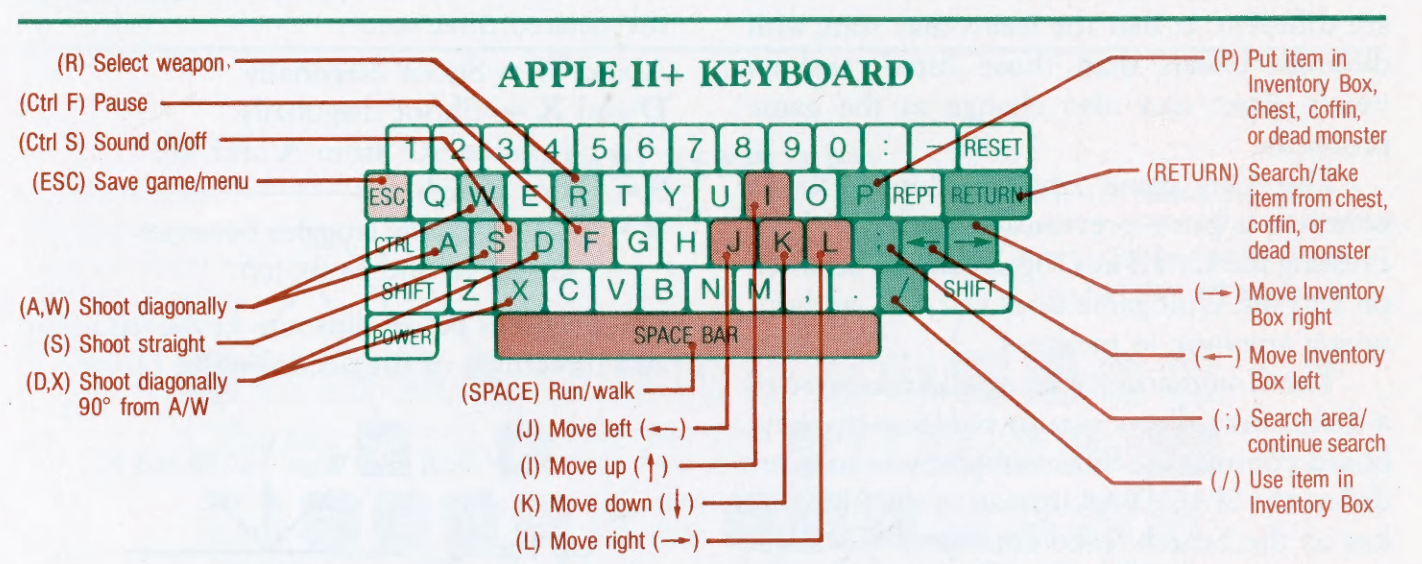 APPLE II+ KEYBOARD
(R) Select weapon
(Ctrl F) Pause
(Ctrl S) Sound on/off
(ESC) Save game/menu
(A,W) Shoot diagonally
(S) Shoot straight
(D,X) Shoot diagonally
90° from A/W
1 2 3 4 5 6 7 8 9 0 : - RESET
ESC Q W E R T Y U I O P REPT RETURN
CTRL A S D F G H J K L ; ← →
SHIFT Z X C V B N M , . / SHIFT
POWER SPACE BAR
(SPACE) Run/walk
(J) Move left (←)
(I) Move up (↑)
(K) Move down (↓)
(L) Move right (→)
(P) Put item in
Inventory Box,
chest, coffin,
or dead monster
(RETURN) Search/take
item from chest,
coffin, or
dead monster
(→) Move Inventory
Box right
(←) Move Inventory
Box left
(;) Search area/
continue search
(/) Use item in
Inventory Box